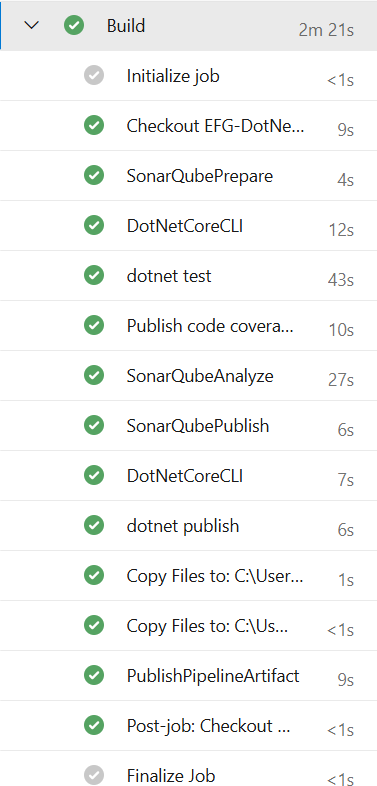 Build 2m 21s
Initialize job <1s
Checkout EFG-DotNe... 9s
SonarQubePrepare 4s
DotNetCoreCLI 12s
dotnet test 43s
Publish code covera... 10s
SonarQubeAnalyze 27s
SonarQubePublish 6s
DotNetCoreCLI 7s
dotnet publish 6s
Copy Files to: C:\User... 1s
Copy Files to: C:\Us... <1s
PublishPipelineArtifact 9s
Post-job: Checkout ... <1s
Finalize Job <1s